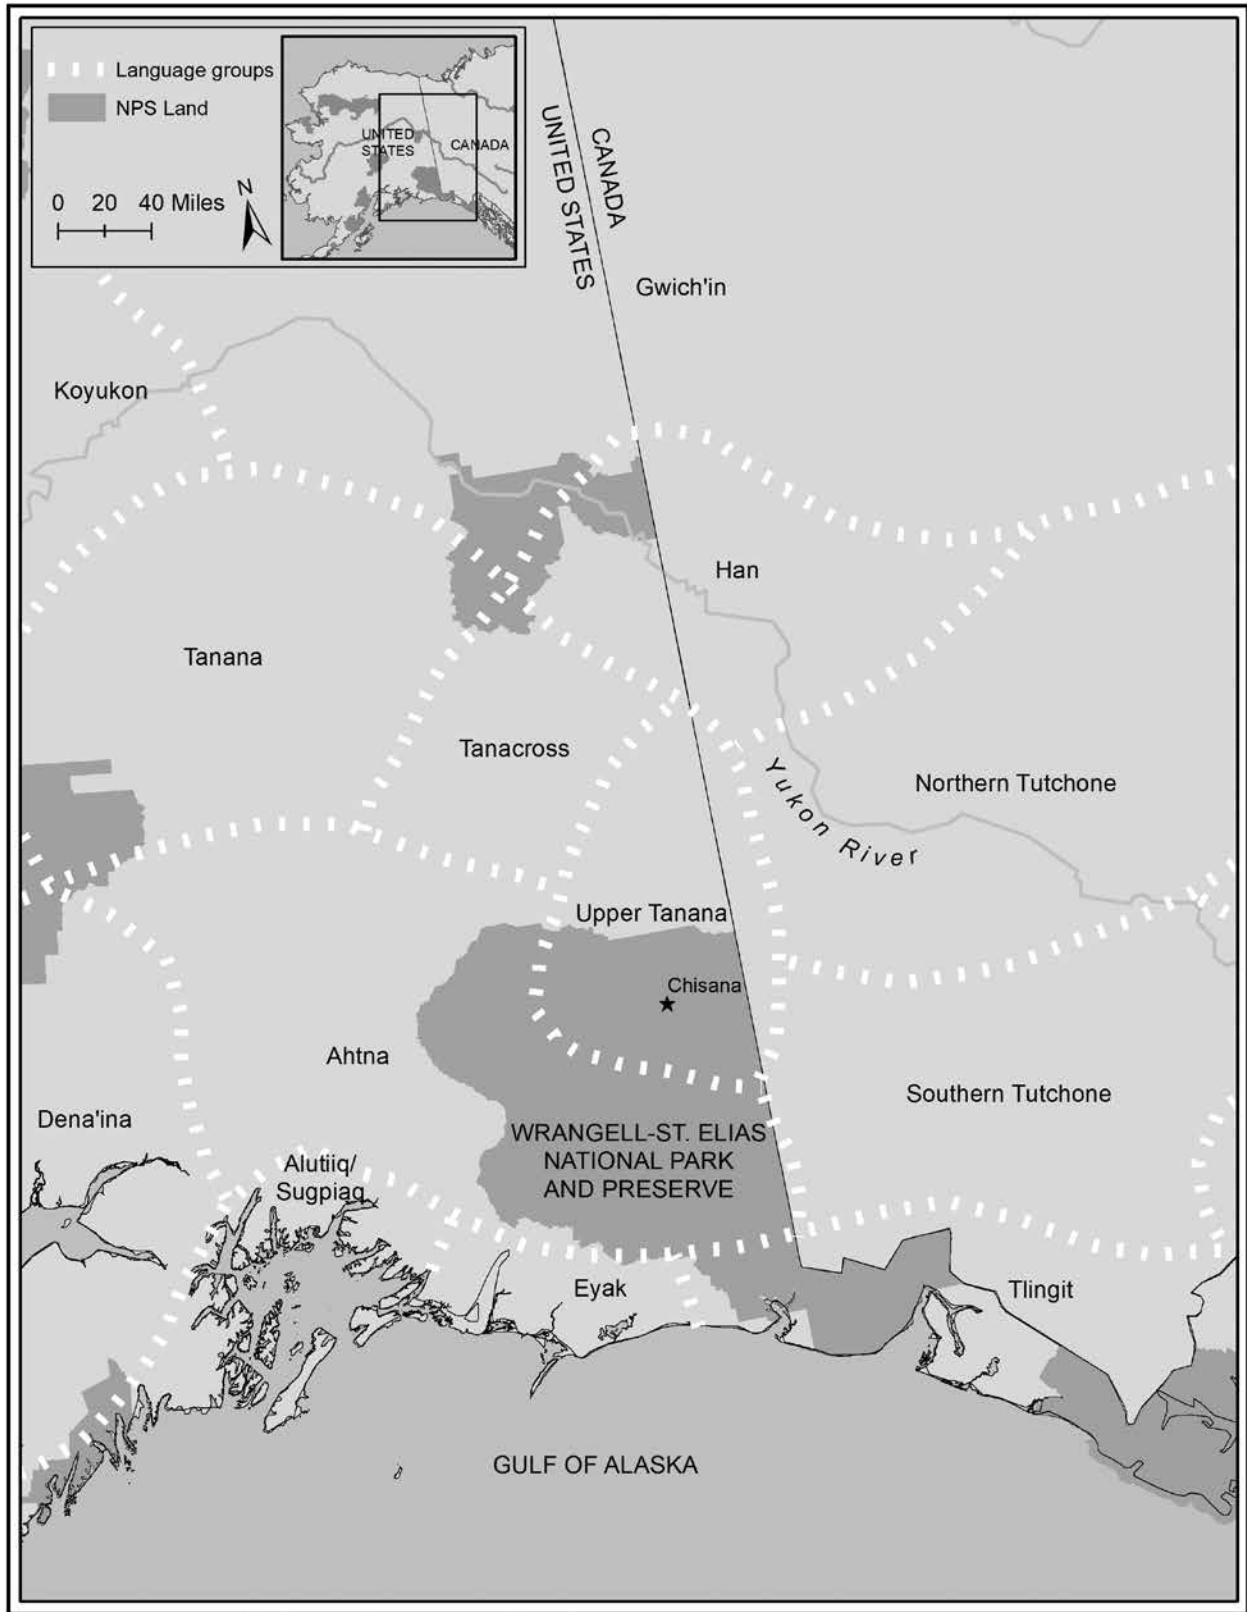 Language groups
NPS Land
0 20 40 Miles
N
UNITED
STATES
CANADA
CANADA
UNITED STATES
Gwich'in
Koyukon
Han
Tanana
Tanacross
Northern Tutchone
Yukon River
Upper Tanana
Chisana
Ahtna
Southern Tutchone
Dena'ina
WRANGELL-ST. ELIAS
NATIONAL PARK
AND PRESERVE
Alutiiq/
Sugpiaq
Eyak
Tlingit
GULF OF ALASKA